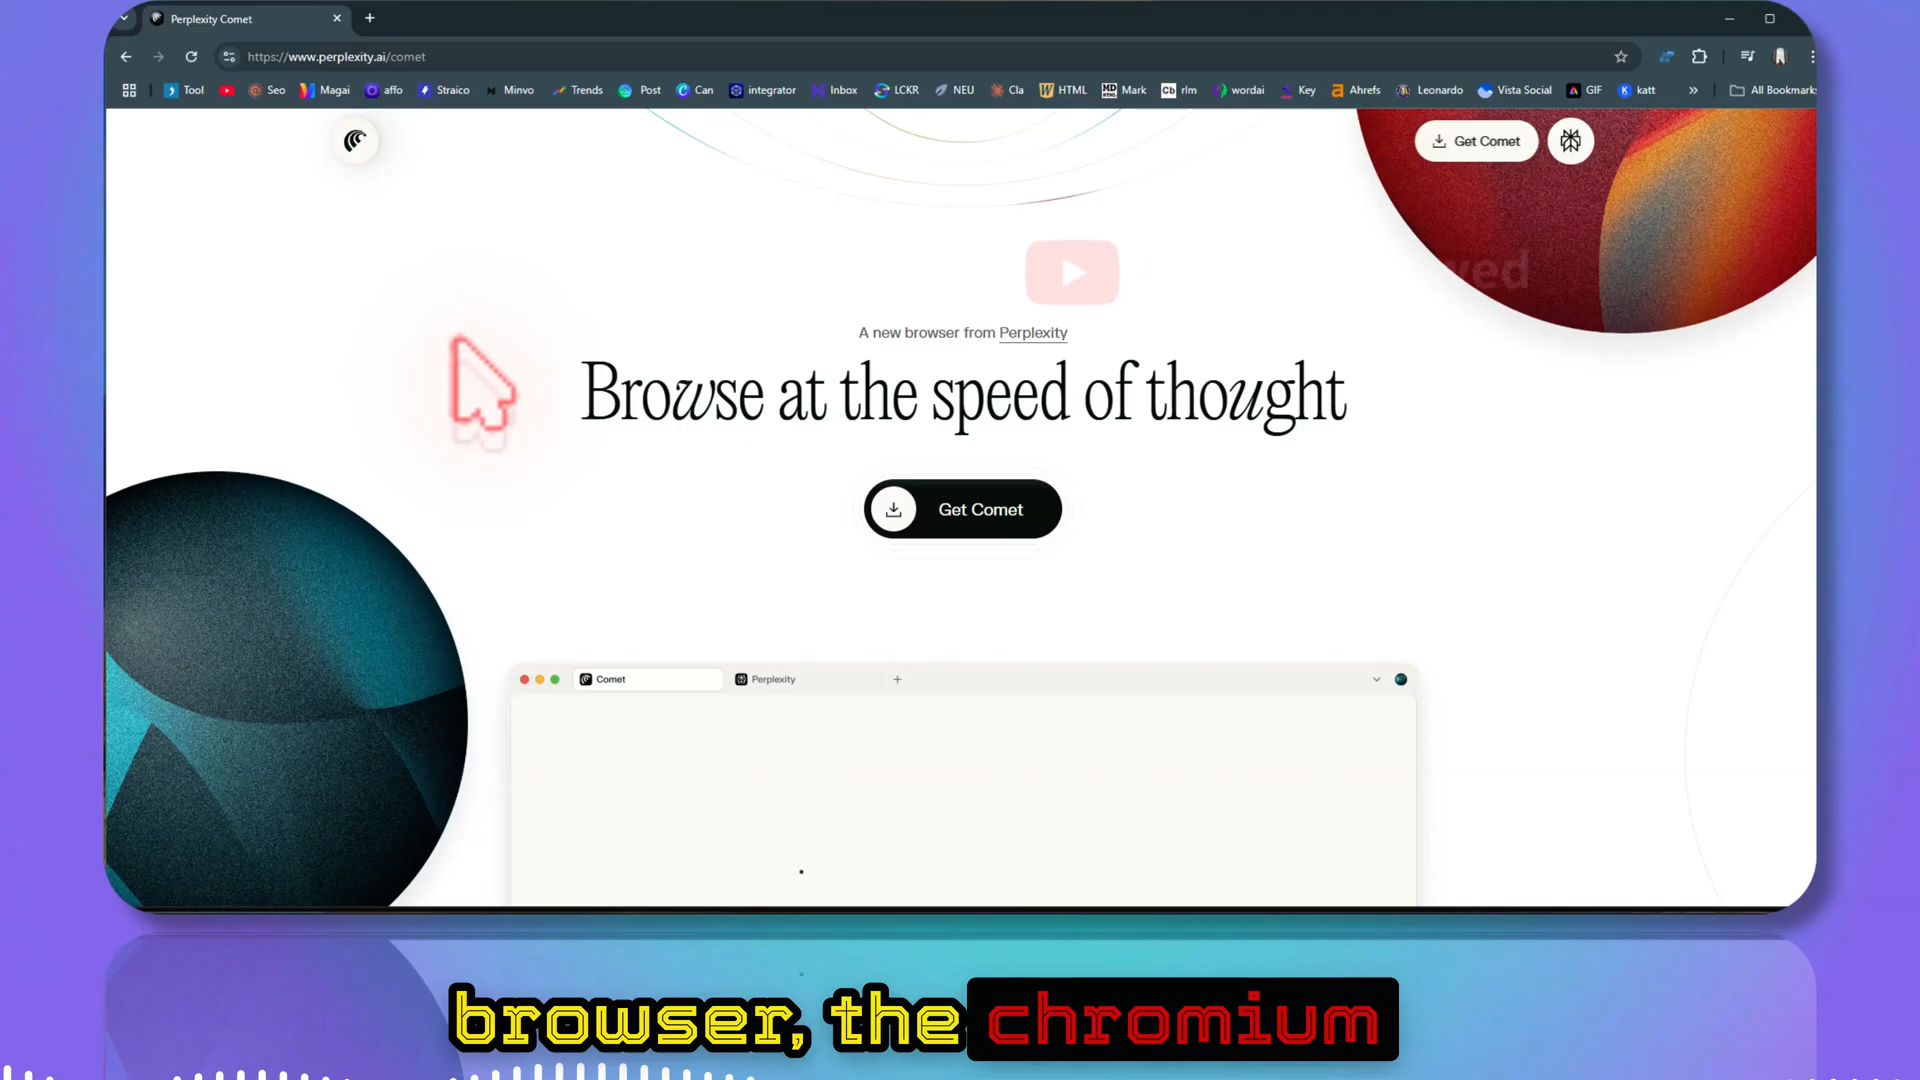 Perplexity Comet
https://www.perplexity.ai/comet
Tool Seo Magai affo Straico Minvo Trends Post Can integrator Inbox LCKR NEU Cla HTML Mark rlm wordai Key Ahrefs Leonardo Vista Social GIF katt » All Bookmarks
Get Comet
A new browser from Perplexity
Browse at the speed of thought
Get Comet
Comet Perplexity
browser, the chromium